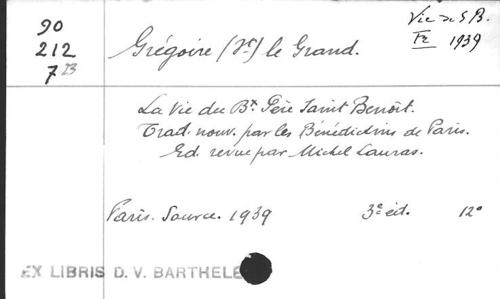 90
212
7 B
Grégoire (St) le Grand.
Vie de S B.
Fr 1939
La Vie du Bx. Père Saint Benoît.
Trad. nouv. par les Bénédictins de Paris.
Ed. revue par Michel Lauras.
Paris. Source. 1939 3e éd. 12°
EX LIBRIS D. V. BARTHELE